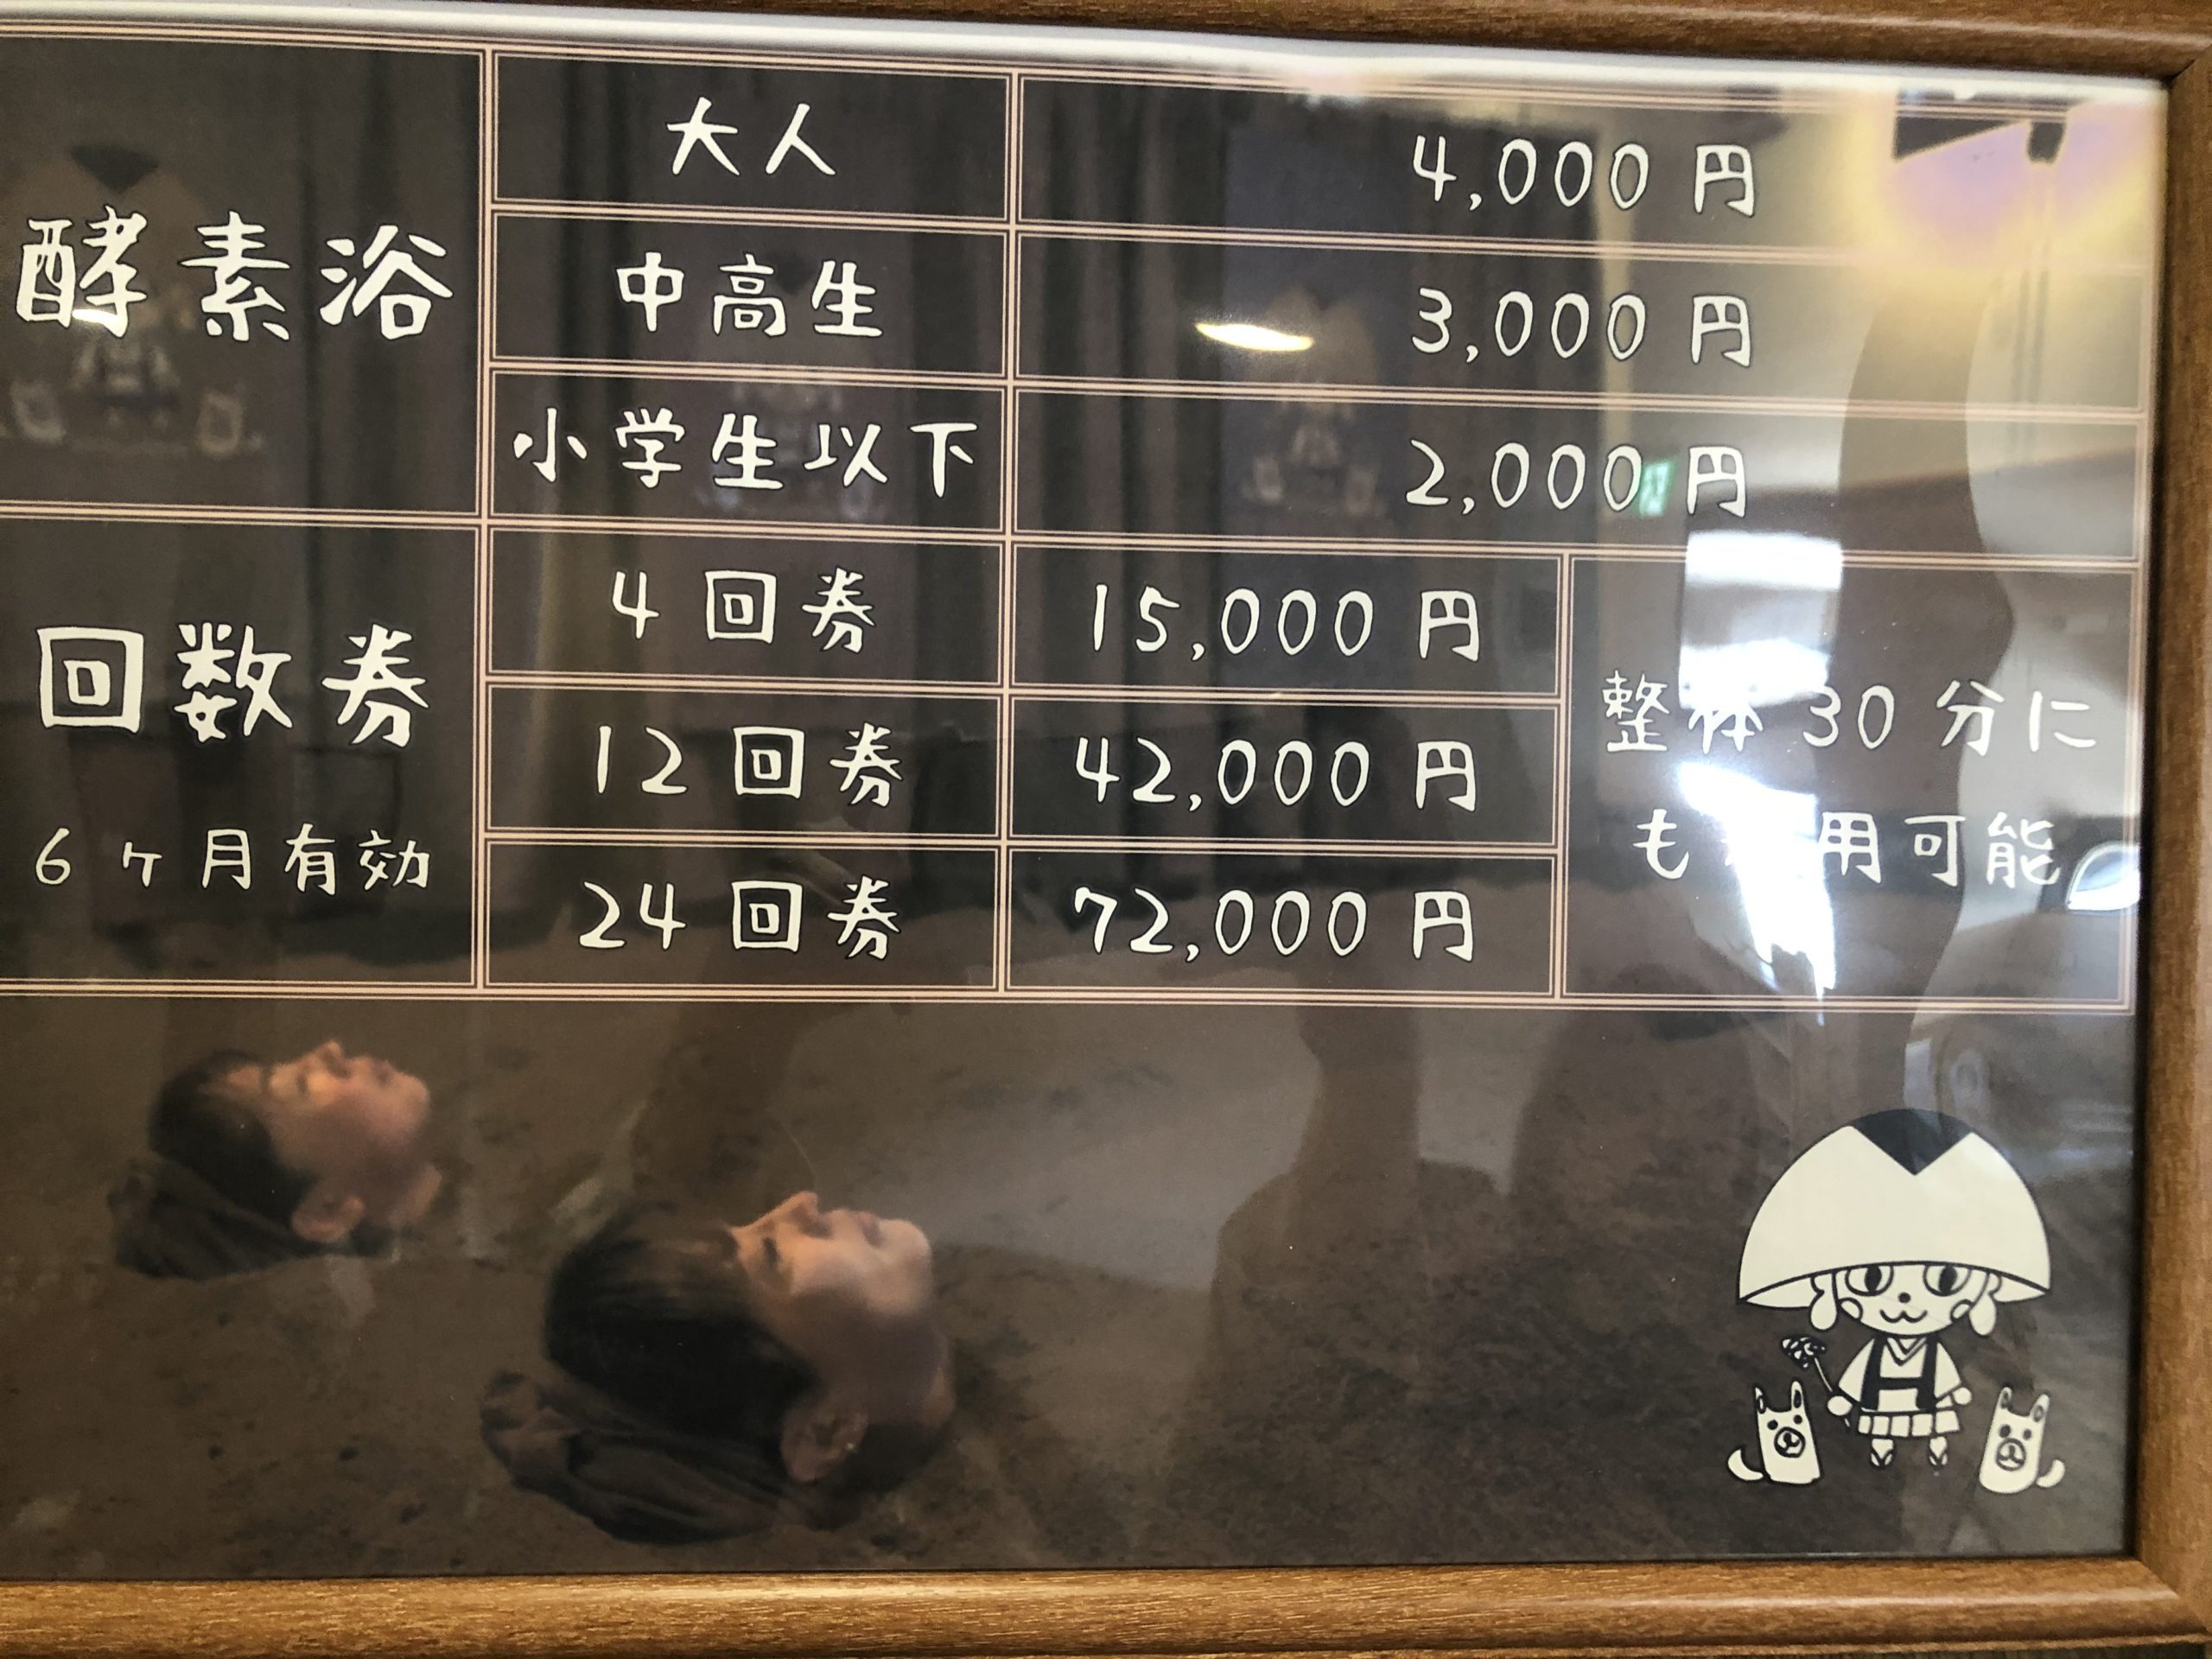 酵素浴
大人 4,000円
中高生 3,000円
小学生以下 2,000円
回数券
6ヶ月有効
4回券 15,000円
12回券 42,000円
24回券 72,000円
整体30分に
も 用可能